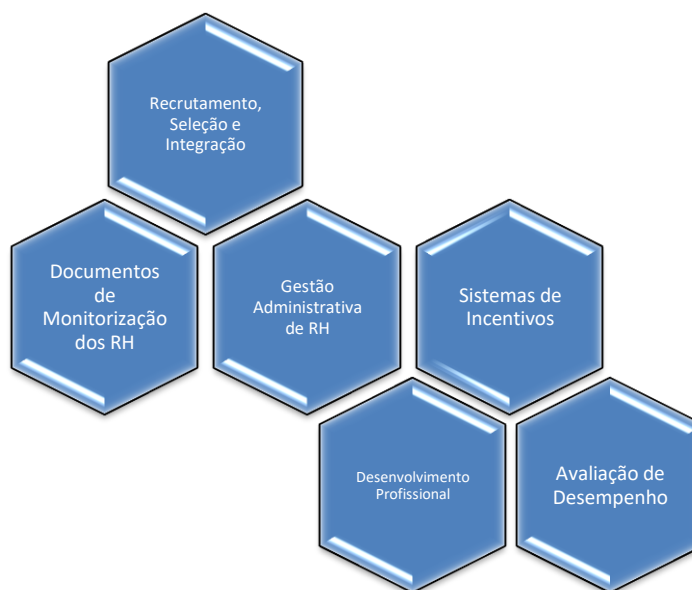 Recrutamento,
Seleção e
Integração
Documentos
de
Monitorização
dos RH
Gestão
Administrativa
de RH
Sistemas de
Incentivos
Desenvolvimento
Profissional
Avaliação de
Desempenho